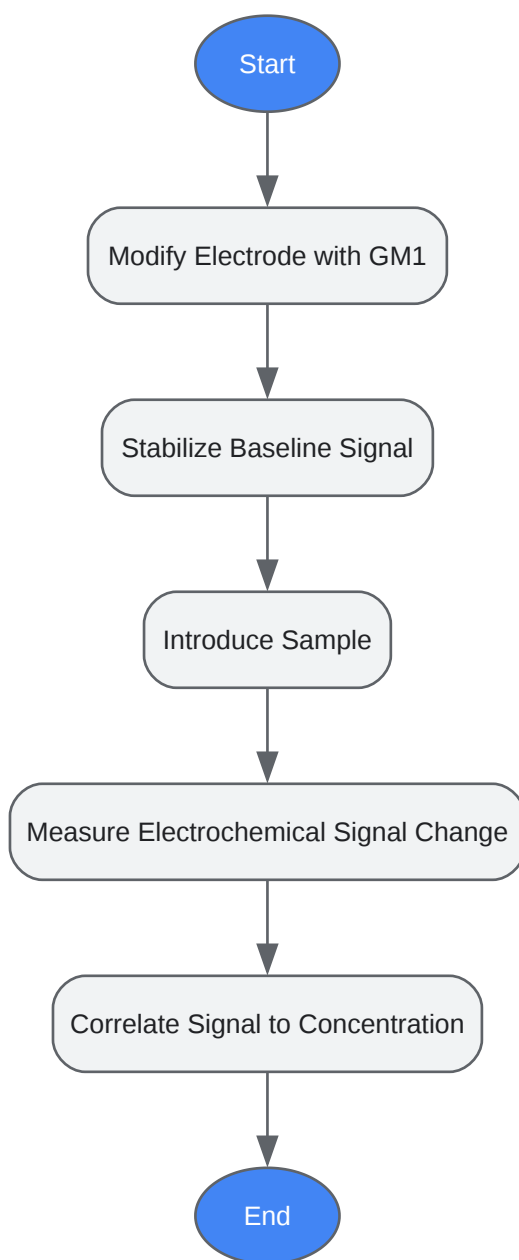 Start
Modify Electrode with GM1
Stabilize Baseline Signal
Introduce Sample
Measure Electrochemical Signal Change
Correlate Signal to Concentration
End